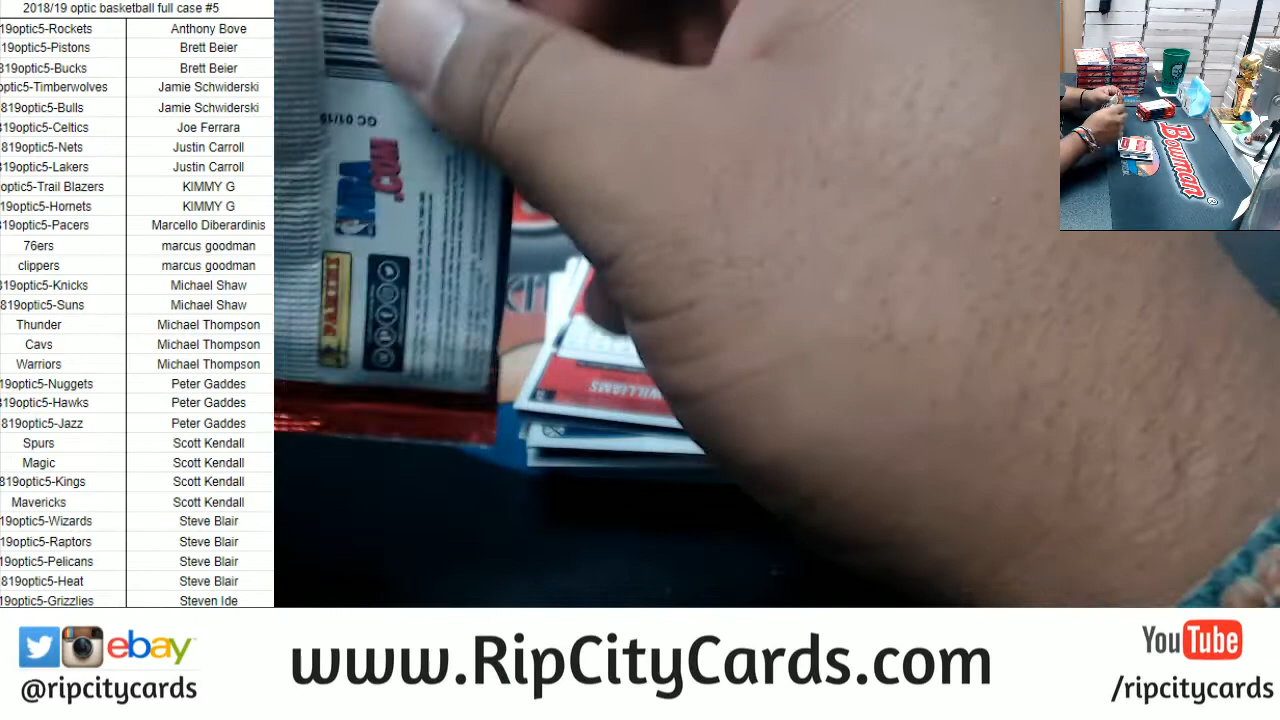 2018/19 optic basketball full case #5
19optic5-Rockets Anthony Bove
19optic5-Pistons Brett Beier
819optic5-Bucks Brett Beier
optic5-Timberwolves Jamie Schwiderski
819optic5-Bulls Jamie Schwiderski
819optic5-Celtics Joe Ferrara
819optic5-Nets Justin Carroll
819optic5-Lakers Justin Carroll
optic5-Trail Blazers KIMMY G
19optic5-Hornets KIMMY G
819optic5-Pacers Marcello Diberardinis
76ers marcus goodman
clippers marcus goodman
819optic5-Knicks Michael Shaw
819optic5-Suns Michael Shaw
Thunder Michael Thompson
Cavs Michael Thompson
Warriors Michael Thompson
19optic5-Nuggets Peter Gaddes
819optic5-Hawks Peter Gaddes
819optic5-Jazz Peter Gaddes
Spurs Scott Kendall
Magic Scott Kendall
819optic5-Kings Scott Kendall
Mavericks Scott Kendall
19optic5-Wizards Steve Blair
19optic5-Raptors Steve Blair
19optic5-Pelicans Steve Blair
819optic5-Heat Steve Blair
19optic5-Grizzlies Steven Ide
GC 01/19
PANINI
WILLIAMS
Bowman
ebay
@ripcitycards
www.RipCityCards.com
YouTube
/ripcitycards